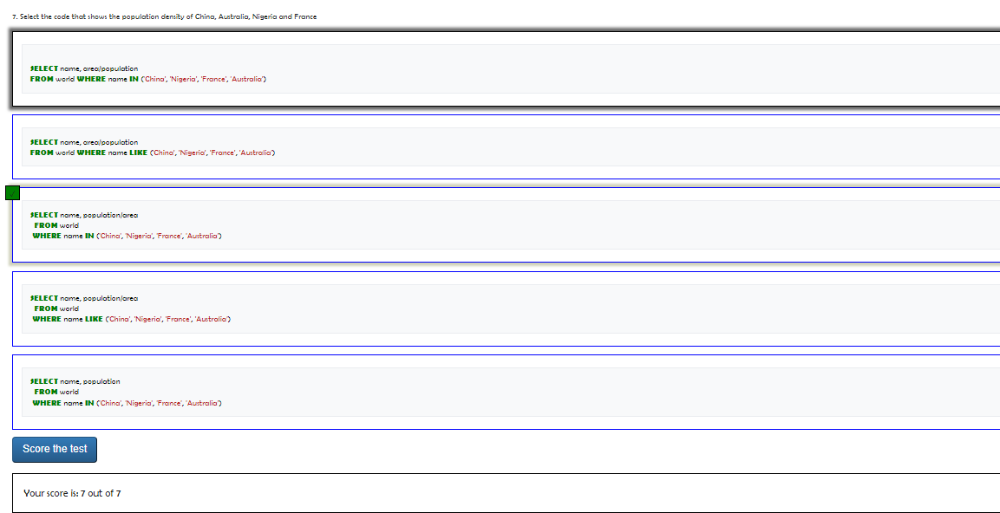 7. Select the code that shows the population density of China, Australia, Nigeria and France
SELECT name, area/population
FROM world WHERE name IN ('China', 'Nigeria', 'France', 'Australia')
SELECT name, area/population
FROM world WHERE name LIKE ('China', 'Nigeria', 'France', 'Australia')
SELECT name, population/area
FROM world
WHERE name IN ('China', 'Nigeria', 'France', 'Australia')
SELECT name, population/area
FROM world
WHERE name LIKE ('China', 'Nigeria', 'France', 'Australia')
SELECT name, population
FROM world
WHERE name IN ('China', 'Nigeria', 'France', 'Australia')
Score the test
Your score is: 7 out of 7